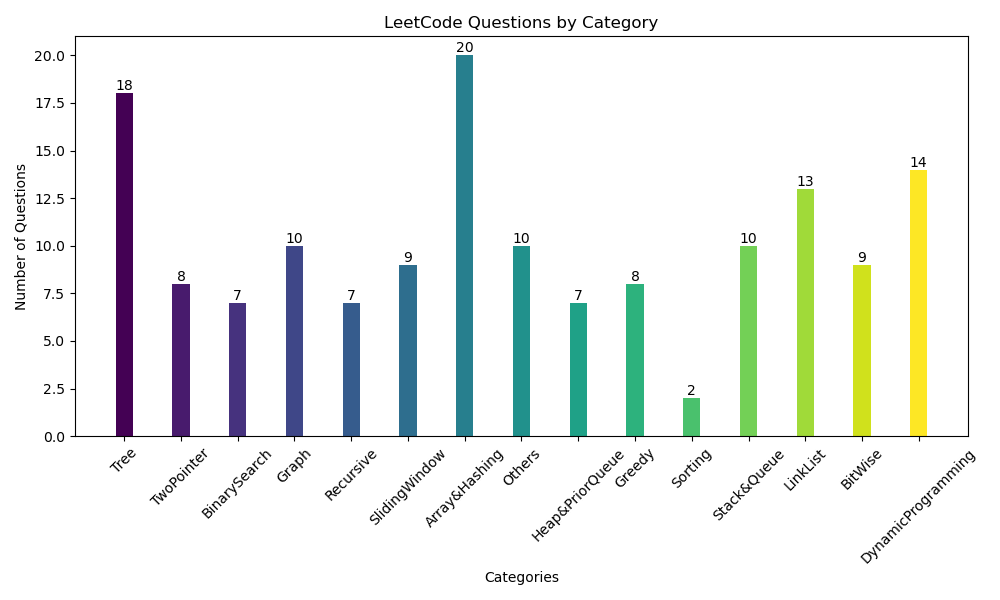 LeetCode Questions by Category
Number of Questions
20.0
17.5
15.0
12.5
10.0
7.5
5.0
2.5
0.0
18
8
7
10
7
9
20
10
7
8
2
10
13
9
14
Tree
TwoPointer
BinarySearch
Graph
Recursive
SlidingWindow
Array&Hashing
Others
Heap&PriorQueue
Greedy
Sorting
Stack&Queue
LinkList
BitWise
DynamicProgramming
Categories